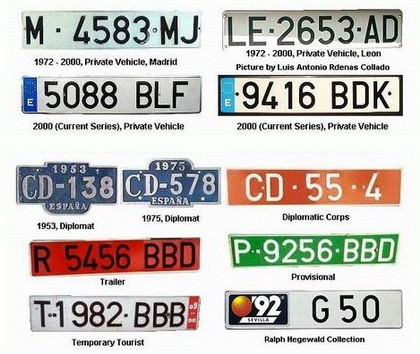 M·4583·MJ
LE·2653·AD
1972 - 2000, Private Vehicle, Madrid
1972 - 2000, Private Vehicle, Leon
Picture by Luis Antonio Rdenas Collado
E 5088 BLF
E ·9416·BDK·
2000 (Current Series), Private Vehicle
2000 (Current Series), Private Vehicle
1953
CD-138
ESPAÑA
1975
CD-578
ESPAÑA
CD·55·4
1953, Diplomat
1975, Diplomat
Diplomatic Corps
R 5456 BBD
P·9256·BBD
Trailer
Provisional
T·1982·BBB
'92
SEVILLA
G 50
Temporary Tourist
Ralph Hegewald Collection